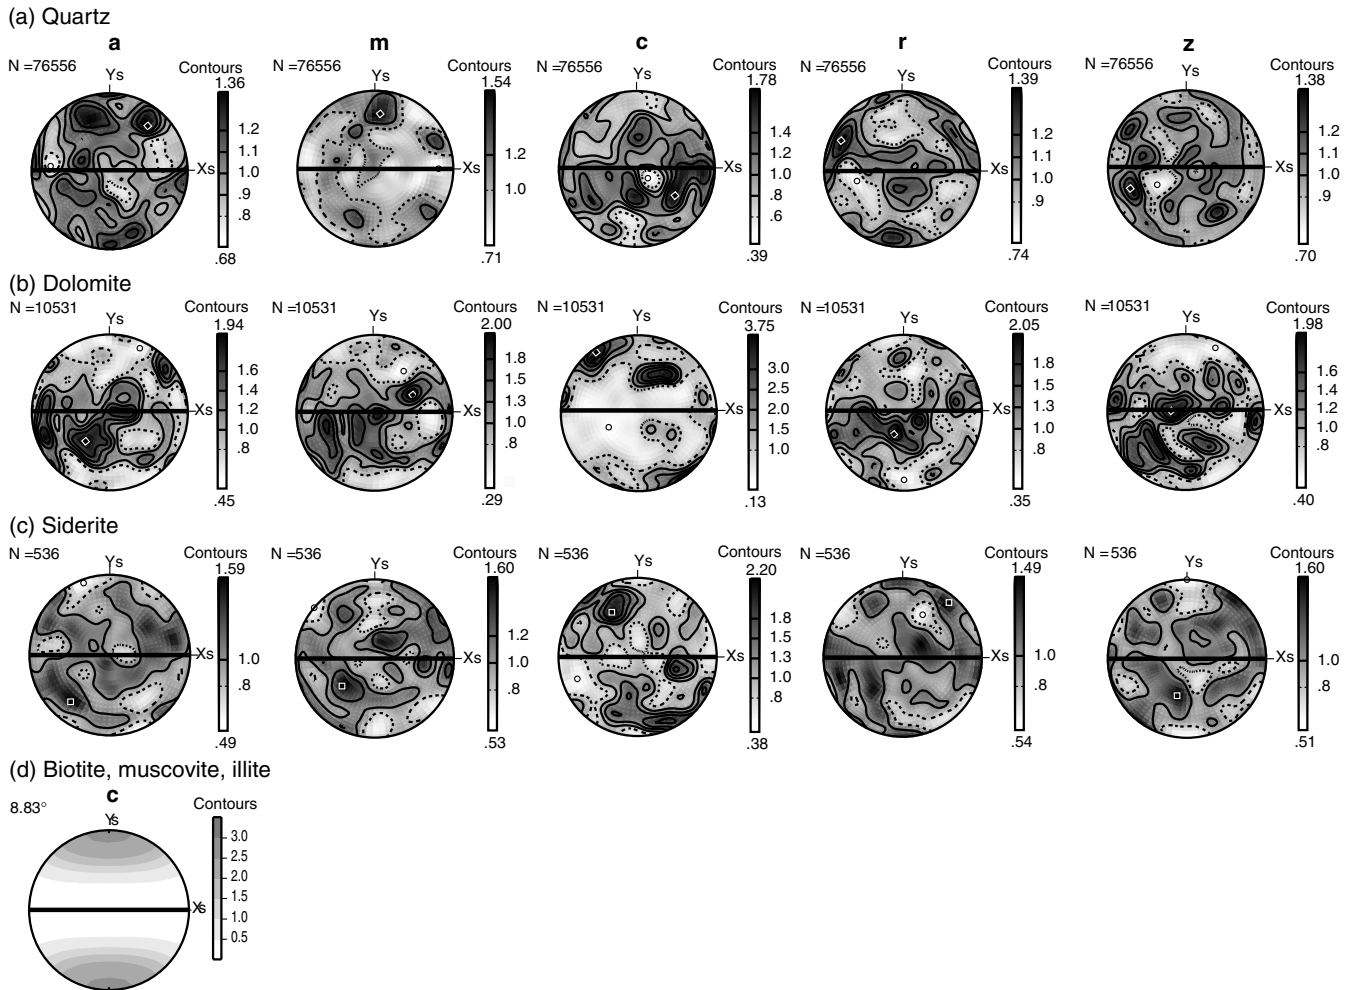 (a) Quartz
a m c r z
N =76556 Ys Contours 1.36 1.2 1.0 .9 .8 .68 Xs
N =76556 Ys Contours 1.54 1.2 1.0 .71 Xs
N =76556 Contours 1.78 1.4 1.2 1.0 .8 .6 .39 Xs
N =76556 Contours 1.39 1.2 1.1 1.0 .9 .74 Xs
N =76556 Ys Contours 1.38 1.2 1.1 1.0 .9 .70 Xs
(b) Dolomite
N =10531 Ys Contours 1.94 1.6 1.4 1.2 1.0 .8 .45 Xs
N =10531 Ys Contours 2.00 1.8 1.5 1.3 1.0 .8 .29 Xs
N =10531 Ys Contours 3.75 3.0 2.5 2.0 1.5 1.0 .13 Xs
N =10531 Ys Contours 2.05 1.8 1.5 1.3 1.0 .8 .35 Xs
N =10531 Ys Contours 1.98 1.6 1.4 1.2 1.0 .8 .40 Xs
(c) Siderite
N =536 Ys Contours 1.59 1.0 .8 .49 Xs
N =536 Ys Contours 1.60 1.2 1.0 .8 .53 Xs
N =536 Ys Contours 2.20 1.8 1.5 1.3 1.0 .8 .38 Xs
N =536 Ys Contours 1.49 1.0 .8 .54 Xs
N =536 Ys Contours 1.60 1.0 .8 .51 Xs
(d) Biotite, muscovite, illite
c
8.83° Ys Contours 3.0 2.5 2.0 1.5 1.0 0.5 Xs